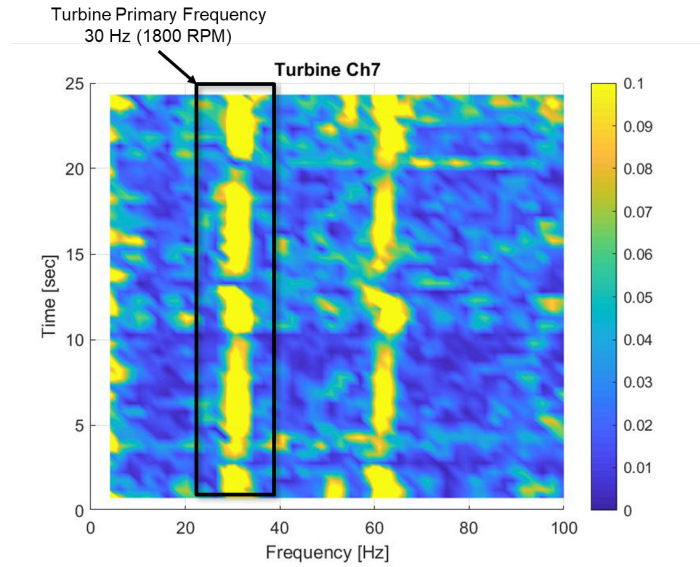 Turbine Primary Frequency
30 Hz (1800 RPM)
Turbine Ch7
25
20
15
10
5
0
Time [sec]
0 20 40 60 80 100
Frequency [Hz]
0.1
0.09
0.08
0.07
0.06
0.05
0.04
0.03
0.02
0.01
0